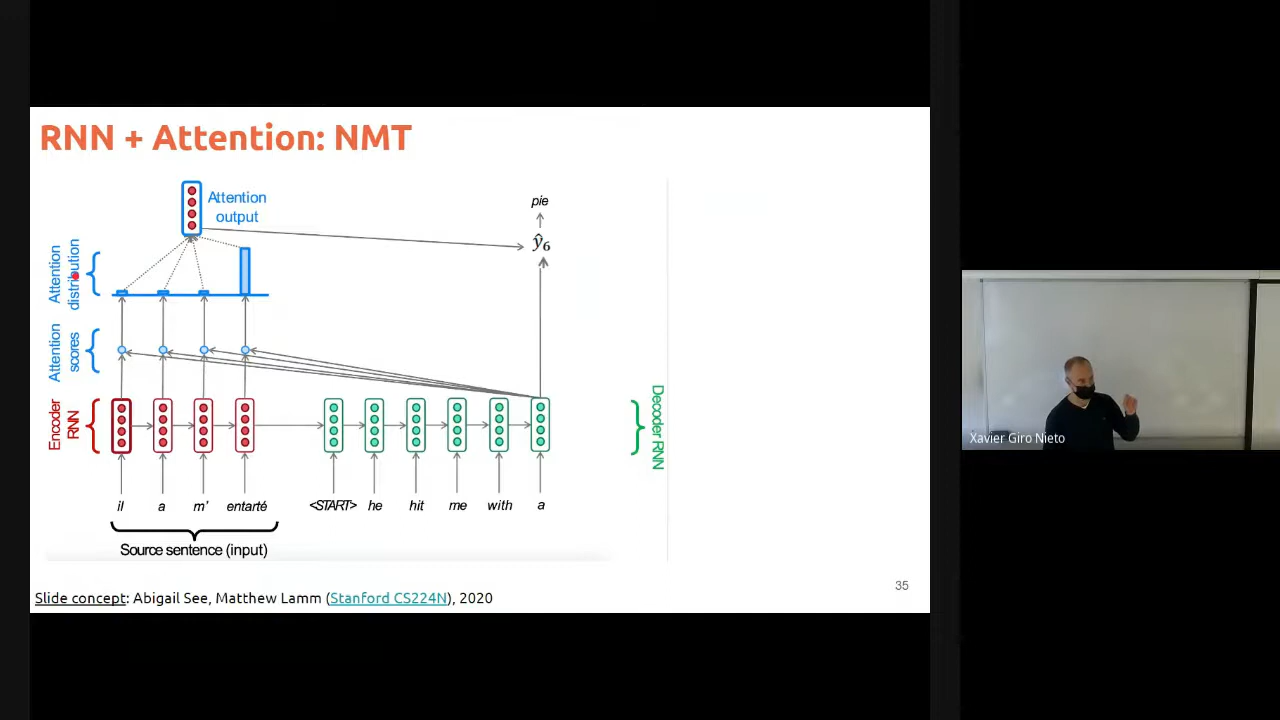 RNN + Attention: NMT
Attention
output
pie
ŷ6
Attention
distribution
Attention
scores
Encoder
RNN
Decoder RNN
il a m' entarté <START> he hit me with a
Source sentence (input)
Xavier Giro Nieto
35
Slide concept: Abigail See, Matthew Lamm (Stanford CS224N), 2020